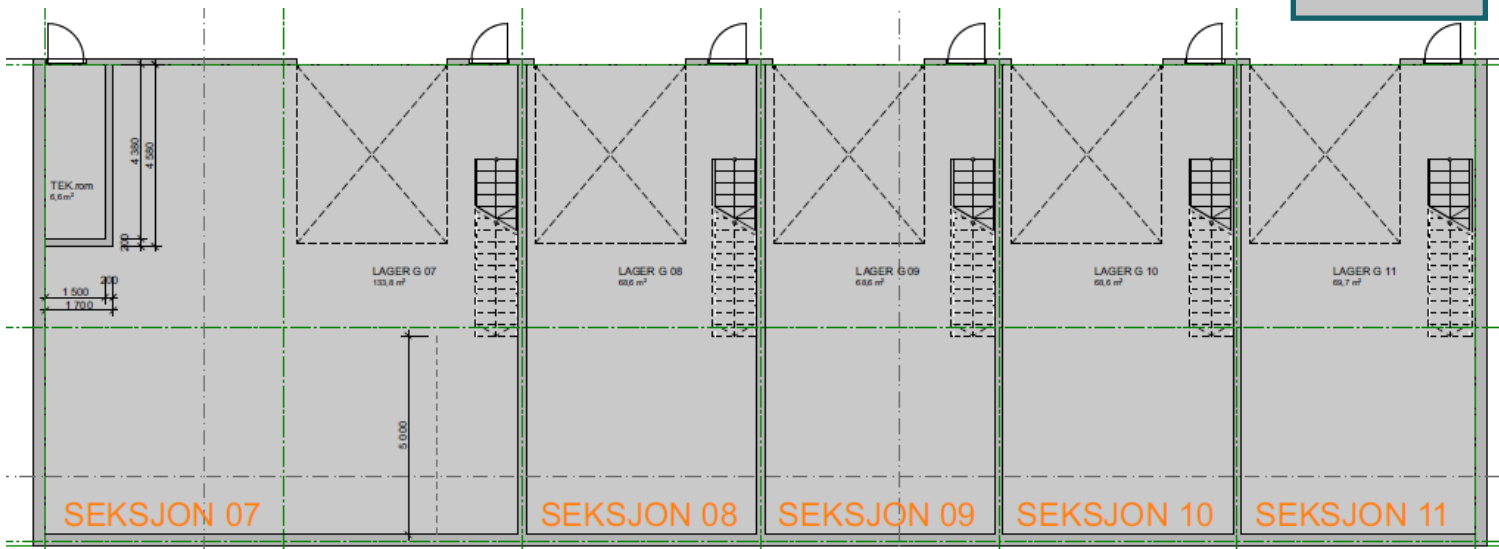 4 380
4 580
TEK.rom
6,6 m²
200
200
1 500
1 700
LAGER G 07
133,8 m²
LAGER G 08
68,6 m²
LAGER G 09
68,6 m²
LAGER G 10
68,6 m²
LAGER G 11
69,7 m²
5 000
SEKSJON 07
SEKSJON 08
SEKSJON 09
SEKSJON 10
SEKSJON 11